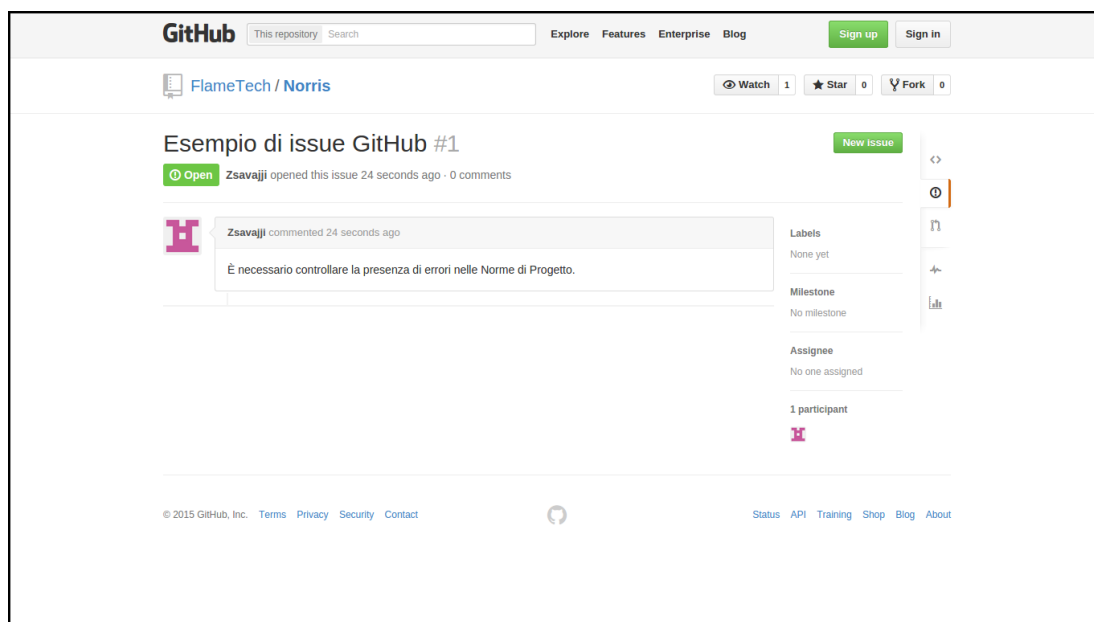 GitHub This repository Search Explore Features Enterprise Blog Sign up Sign in
FlameTech / Norris Watch 1 Star 0 Fork 0
Esempio di issue GitHub #1 New Issue
Open Zsavajji opened this issue 24 seconds ago · 0 comments
Zsavajji commented 24 seconds ago
È necessario controllare la presenza di errori nelle Norme di Progetto.
Labels
None yet
Milestone
No milestone
Assignee
No one assigned
1 participant
© 2015 GitHub, Inc. Terms Privacy Security Contact Status API Training Shop Blog About